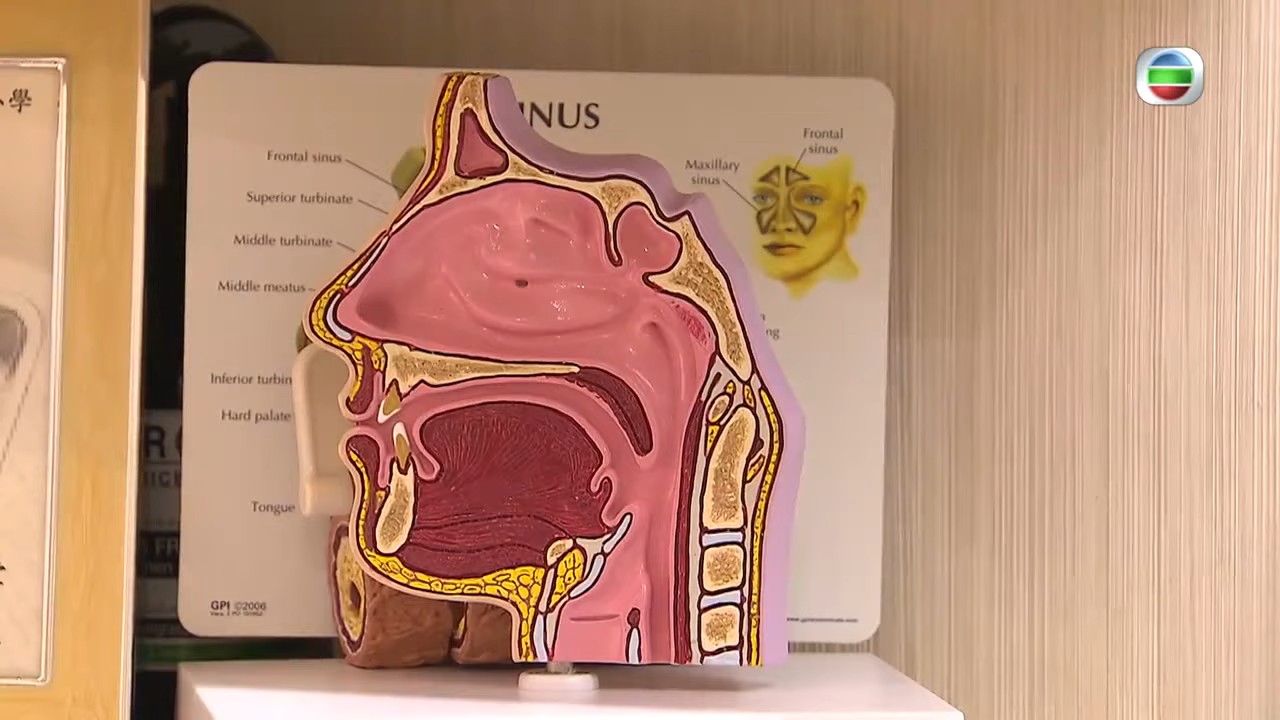 小學
INUS
Frontal
sinus
Maxillary
sinus
Frontal sinus
Superior turbinate
Middle turbinate
Middle meatus
Inferior turbin
Hard palate
Tongue
GPI ©2006